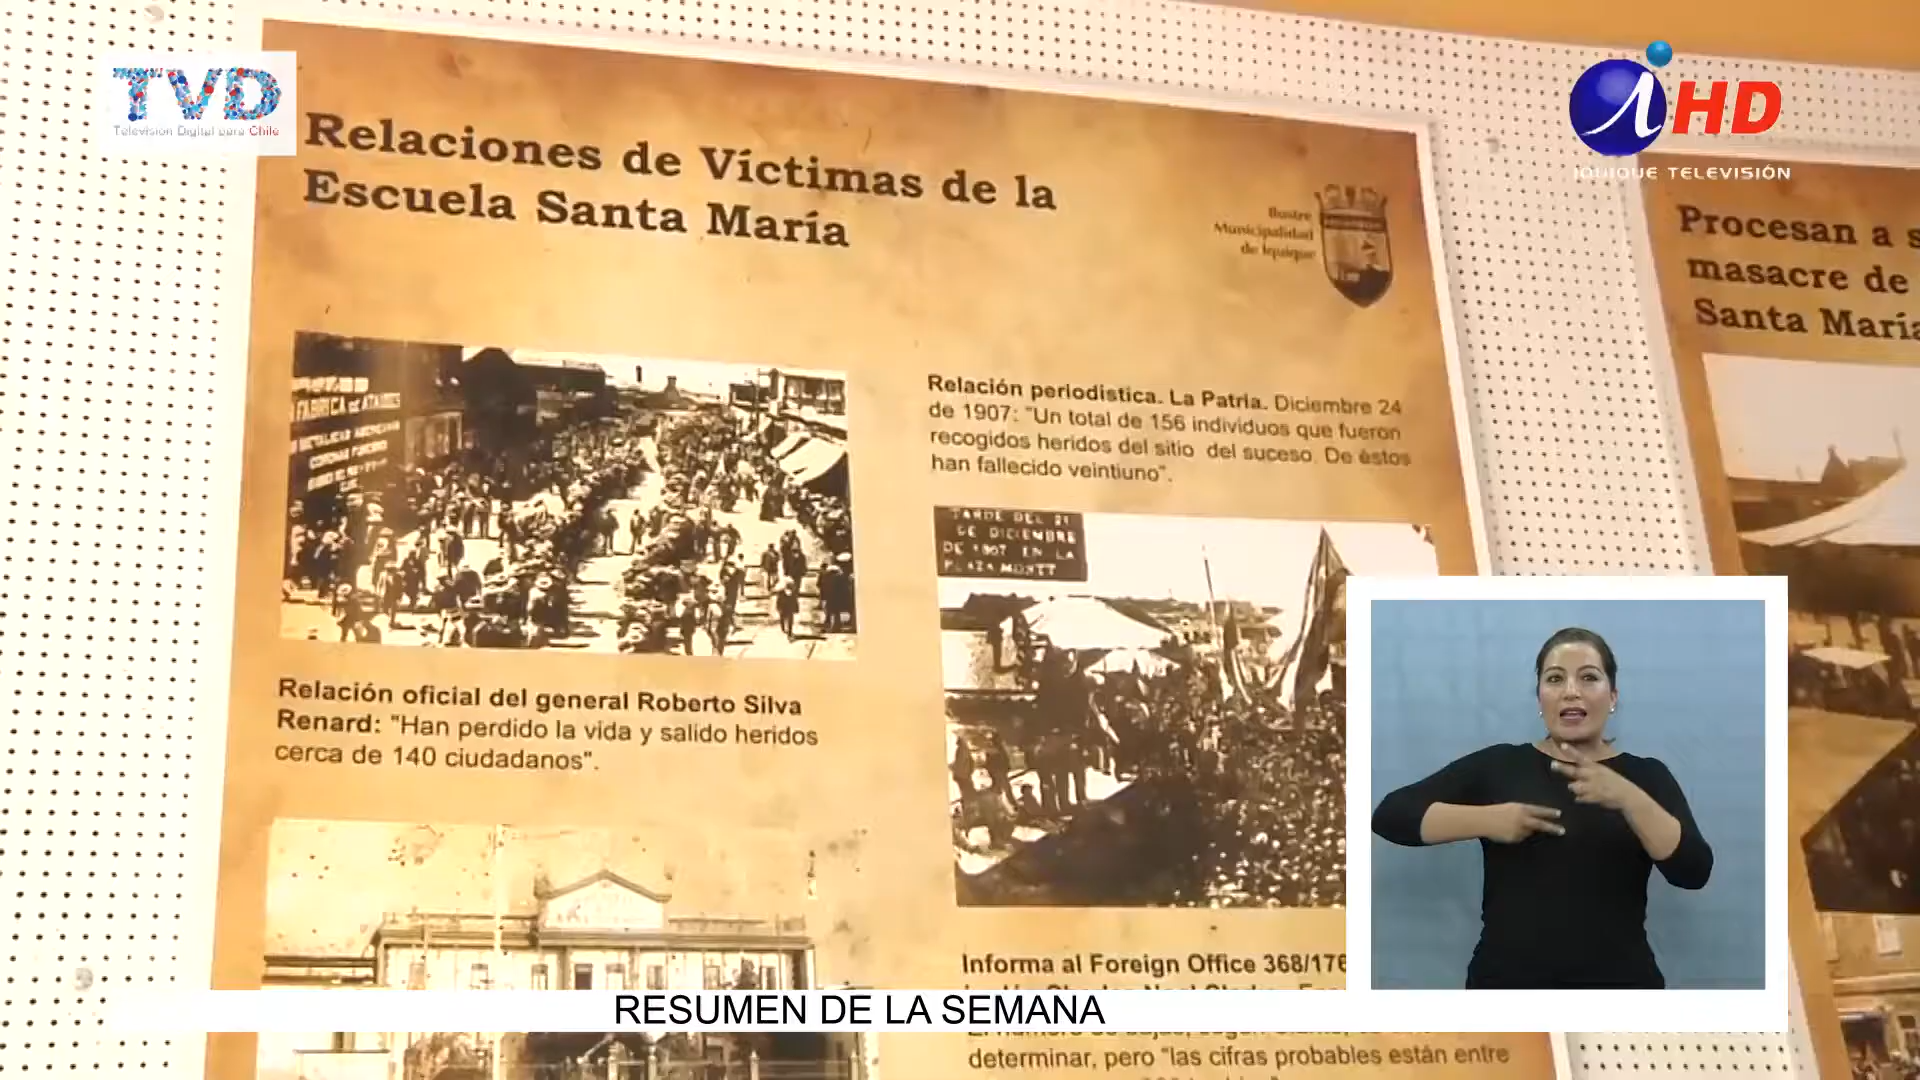 TVD
Televisión Digital para Chile
HD
IQUIQUE TELEVISIÓN
Relaciones de Víctimas de la
Escuela Santa María
Ilustre
Municipalidad
de Iquique
Procesan a s
masacre de
Santa María
FABRICA DE ATAUDES
Relación periodistica. La Patria. Diciembre 24
de 1907: "Un total de 156 individuos que fueron
recogidos heridos del sitio del suceso. De éstos
han fallecido veintiuno".
TARDE DEL 21
DE DICIEMBRE
DE 1907 EN LA
PLAZA MONTT
Relación oficial del general Roberto Silva
Renard: "Han perdido la vida y salido heridos
cerca de 140 ciudadanos".
Informa al Foreign Office 368/176
RESUMEN DE LA SEMANA
determinar, pero "las cifras probables están entre